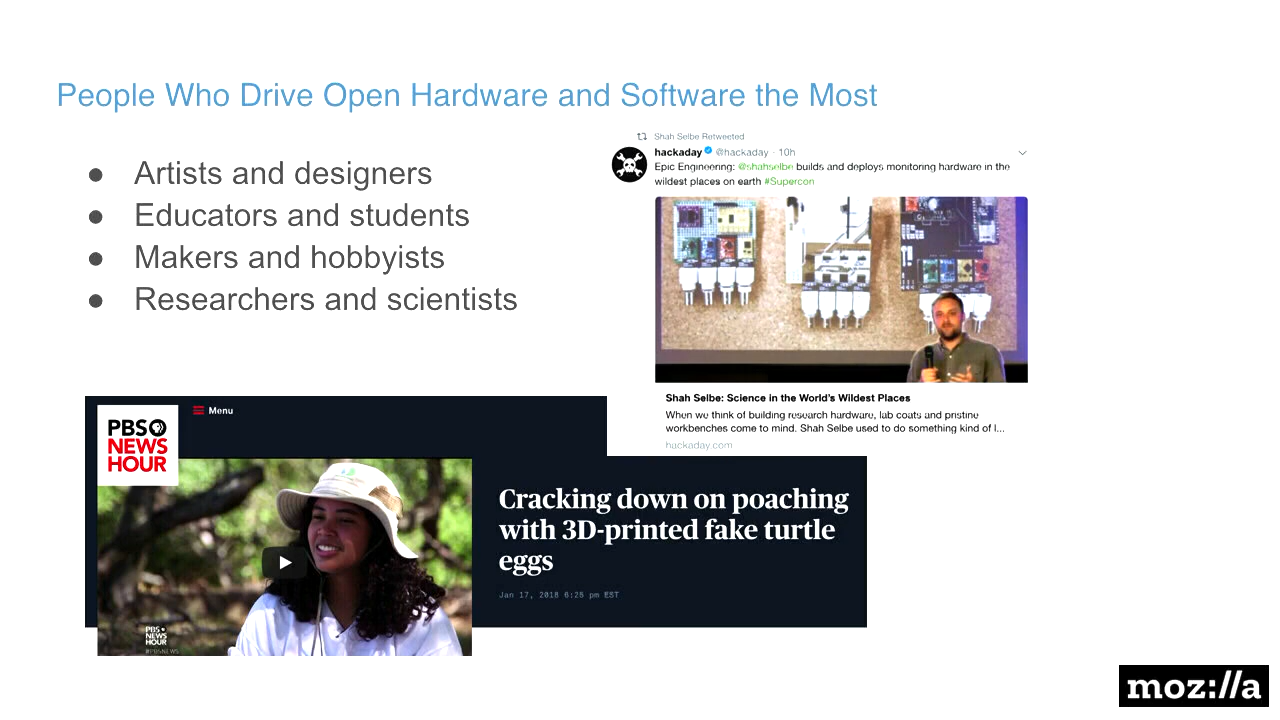 People Who Drive Open Hardware and Software the Most
● Artists and designers
● Educators and students
● Makers and hobbyists
● Researchers and scientists
Shah Selbe Retweeted
hackaday @hackaday · 10h
Epic Engineering: @shahselbe builds and deploys monitoring hardware in the
wildest places on earth #Supercon
Shah Selbe: Science in the World's Wildest Places
When we think of building research hardware, lab coats and pristine
workbenches come to mind. Shah Selbe used to do something kind of l...
hackaday.com
PBS
NEWS
HOUR
Menu
Cracking down on poaching
with 3D-printed fake turtle
eggs
Jan 17, 2018 6:25 pm EST
PBS
NEWS
HOUR
#PBSNEWS
moz://a